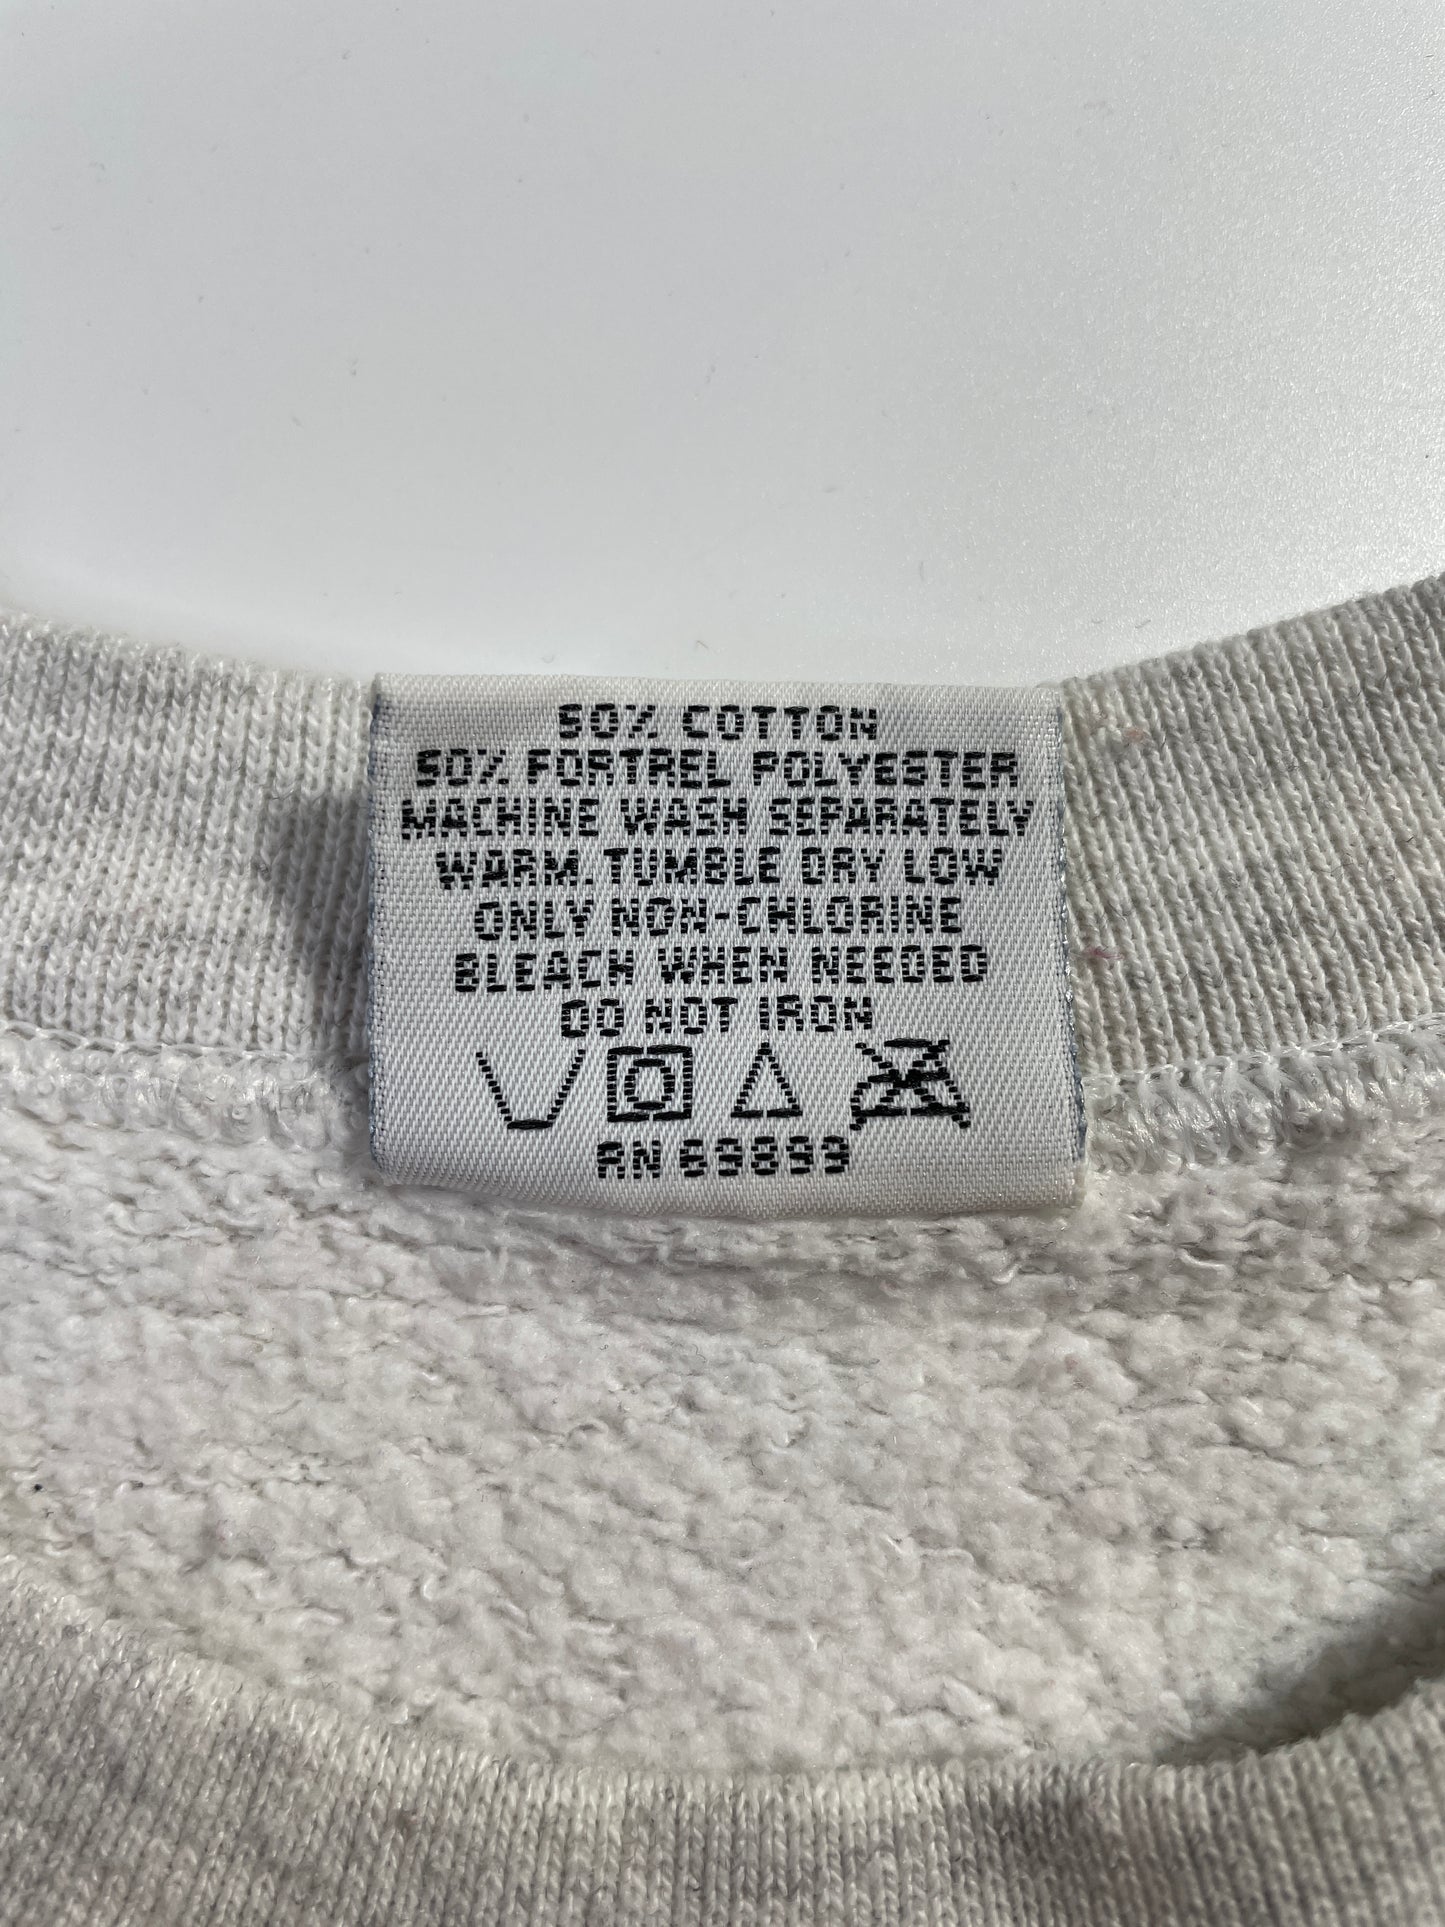 50% COTTON
50% FORTREL POLYESTER
MACHINE WASH SEPARATELY
WARM. TUMBLE DRY LOW
ONLY NON-CHLORINE
BLEACH WHEN NEEDED
DO NOT IRON
RN 69899